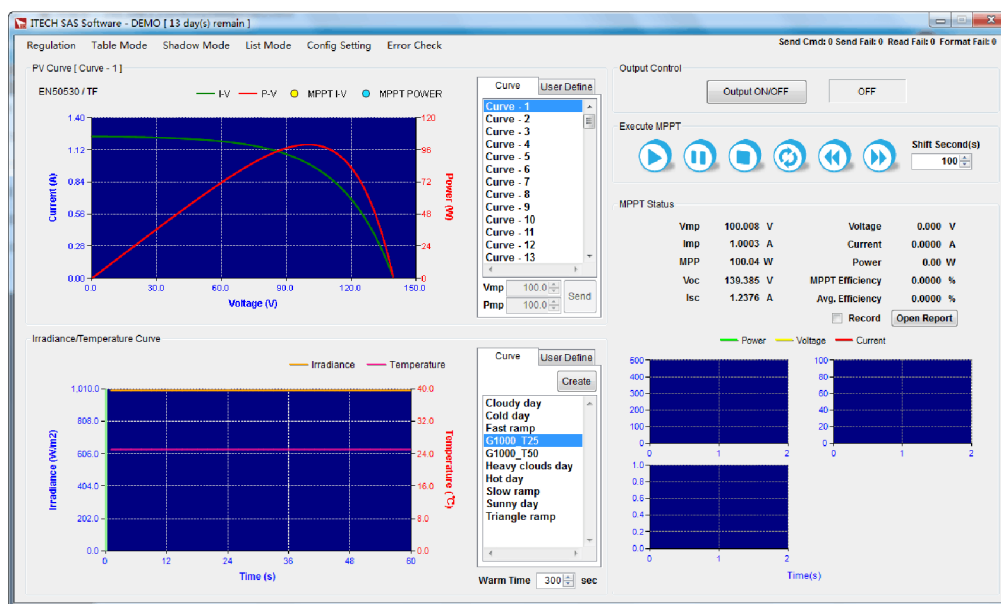 ITECH SAS Software - DEMO [ 13 day(s) remain ]
Regulation Table Mode Shadow Mode List Mode Config Setting Error Check
Send Cmd: 0 Send Fail: 0 Read Fail: 0 Format Fail: 0
PV Curve [ Curve - 1 ]
EN50530 / TF
I-V P-V MPPT I-V MPPT POWER
1.40
1.12
0.84
0.56
0.28
0.00
Current (A)
120
96
72
48
24
0
Power (W)
0.0 30.0 60.0 90.0 120.0 150.0
Voltage (V)
Curve User Define
Curve - 1
Curve - 2
Curve - 3
Curve - 4
Curve - 5
Curve - 6
Curve - 7
Curve - 8
Curve - 9
Curve - 10
Curve - 11
Curve - 12
Curve - 13
Vmp 100.0
Pmp 100.0
Send
Output Control
Output ON/OFF OFF
Execute MPPT
Shift Second(s)
100
MPPT Status
Vmp 100.008 V Voltage 0.000 V
Imp 1.0003 A Current 0.0000 A
MPP 100.04 W Power 0.00 W
Voc 139.385 V MPPT Efficiency 0.0000 %
Isc 1.2376 A Avg. Efficiency 0.0000 %
Record Open Report
Power Voltage Current
500
400
300
200
100
0
0 1 2
100
80
60
40
20
0
0 1 2
1.0
0.8
0.6
0.4
0.2
0.0
0 1 2
Time(s)
Irradiance/Temperature Curve
Irradiance Temperature
1,010.0
808.0
606.0
404.0
202.0
0.0
Irradiance (W/m2)
40.0
32.0
24.0
16.0
8.0
0.0
Temperature (℃)
0 12 24 36 48 60
Time (s)
Curve User Define
Create
Cloudy day
Cold day
Fast ramp
G1000_T25
G1000_T50
Heavy clouds day
Hot day
Slow ramp
Sunny day
Triangle ramp
Warm Time 300 sec